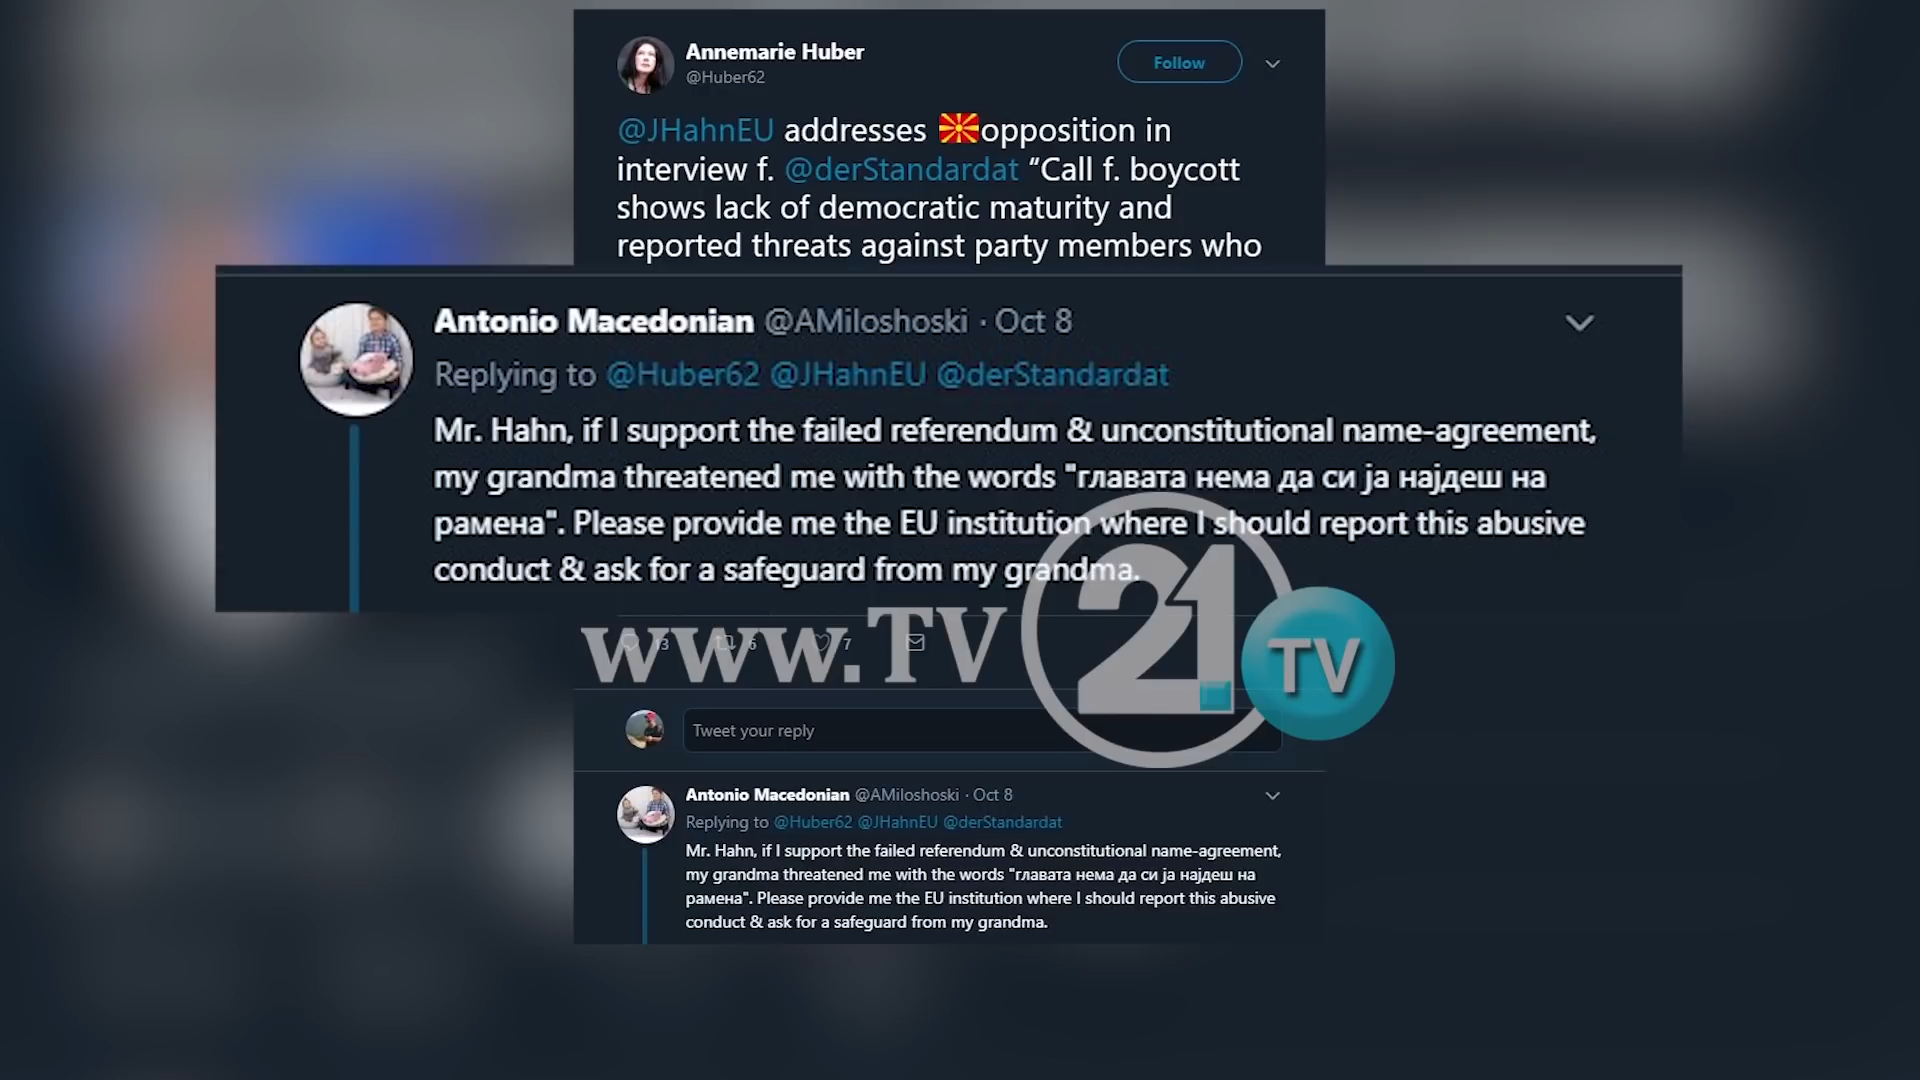 Annemarie Huber
@Huber62
Follow
@JHahnEU addresses 🇲🇰opposition in
interview f. @derStandardat “Call f. boycott
shows lack of democratic maturity and
reported threats against party members who
Antonio Macedonian @AMiloshoski · Oct 8
Replying to @Huber62 @JHahnEU @derStandardat
Mr. Hahn, if I support the failed referendum & unconstitutional name-agreement,
my grandma threatened me with the words "главата нема да си ја најдеш на
рамена". Please provide me the EU institution where I should report this abusive
conduct & ask for a safeguard from my grandma.
13 6 7
www.TV 21 TV
Tweet your reply
Antonio Macedonian @AMiloshoski · Oct 8
Replying to @Huber62 @JHahnEU @derStandardat
Mr. Hahn, if I support the failed referendum & unconstitutional name-agreement,
my grandma threatened me with the words "главата нема да си ја најдеш на
рамена". Please provide me the EU institution where I should report this abusive
conduct & ask for a safeguard from my grandma.